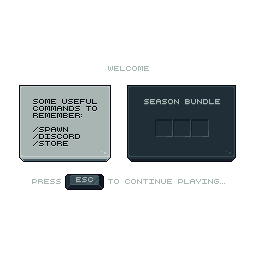 WELCOME
SOME USEFUL
COMMANDS TO
REMEMBER:
/SPAWN
/DISCORD
/STORE
SEASON BUNDLE
PRESS ESC TO CONTINUE PLAYING...